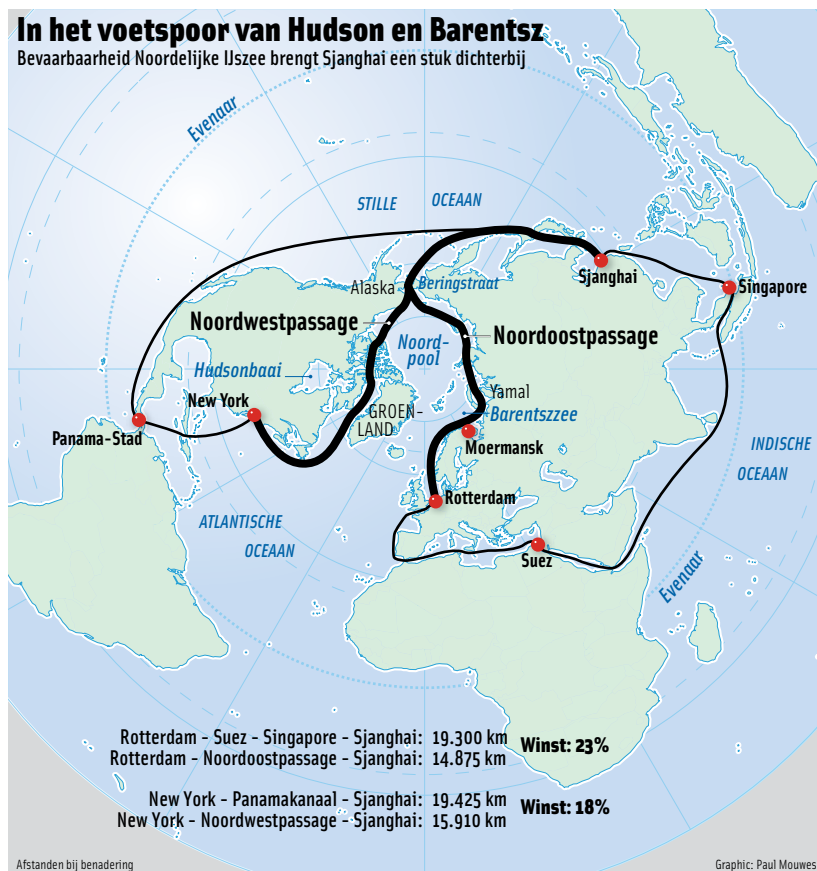 In het voetspoor van Hudson en Barentsz
Bevaarbaarheid Noordelijke IJszee brengt Sjanghai een stuk dichterbij
Evenaar
STILLE OCEAAN
Sjanghai
Alaska
Beringstraat
Singapore
Noordwestpassage
Noordoostpassage
Noord-
pool
Hudsonbaai
Yamal
New York
GROEN-
LAND
Barentszzee
Panama-Stad
Moermansk
INDISCHE
OCEAAN
Rotterdam
ATLANTISCHE
OCEAAN
Suez
Evenaar
Rotterdam - Suez - Singapore - Sjanghai: 19.300 km
Winst: 23%
Rotterdam - Noordoostpassage - Sjanghai: 14.875 km
New York - Panamakanaal - Sjanghai: 19.425 km
Winst: 18%
New York - Noordwestpassage - Sjanghai: 15.910 km
Afstanden bij benadering
Graphic: Paul Mouwes